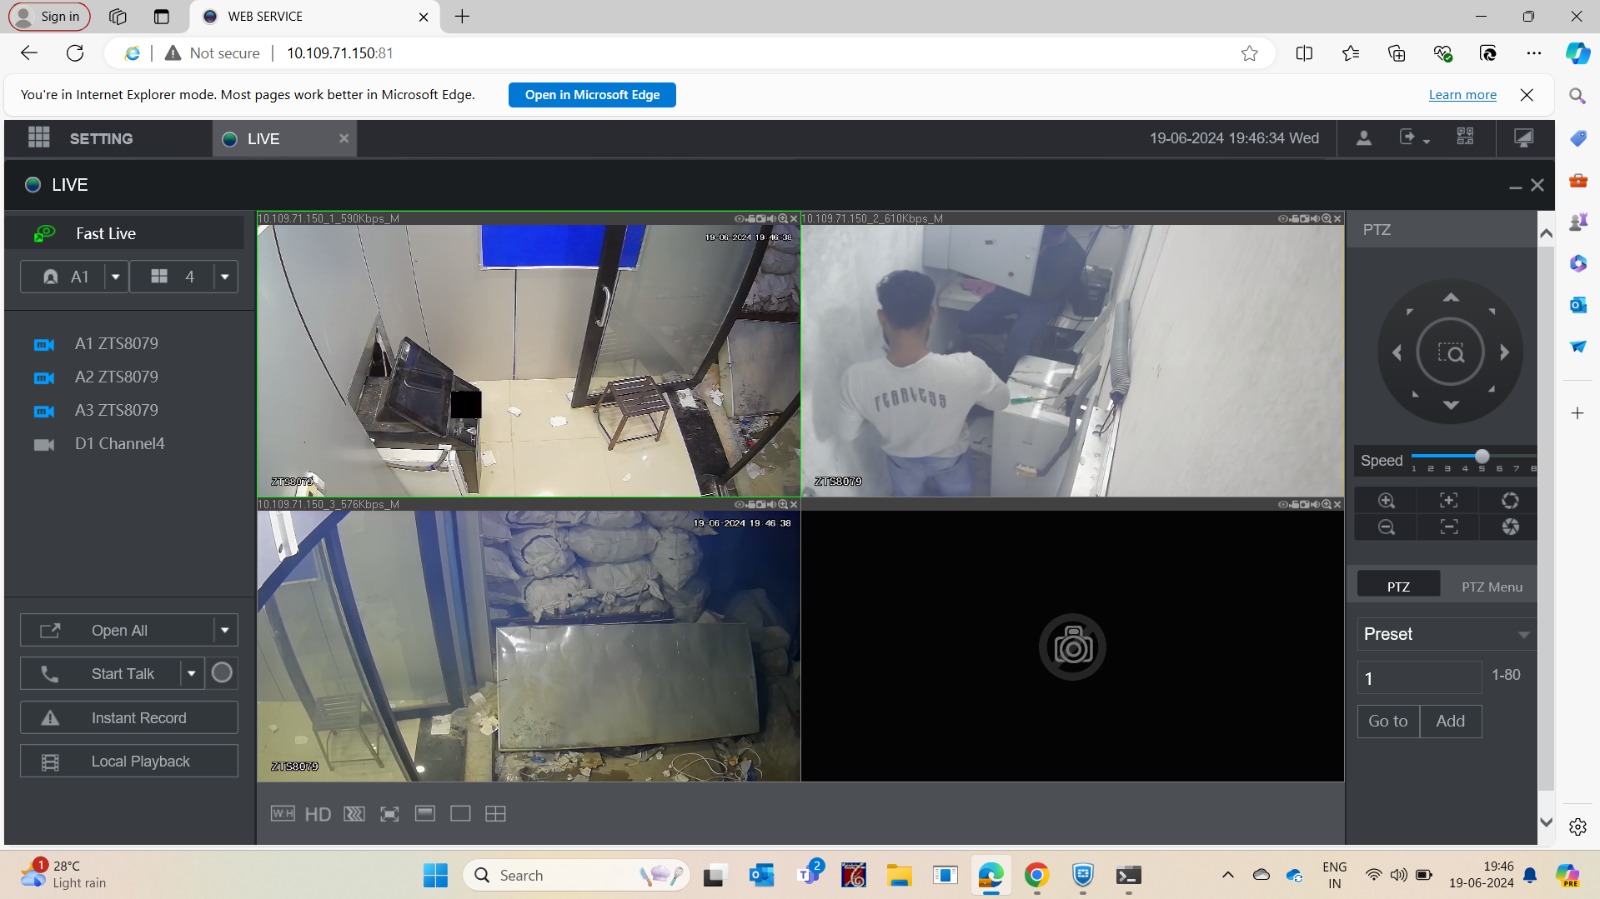 Sign in
WEB SERVICE
Not secure
10.109.71.150:81
You're in Internet Explorer mode. Most pages work better in Microsoft Edge.
Open in Microsoft Edge
Learn more
SETTING
LIVE
19-06-2024 19:46:34 Wed
LIVE
Fast Live
A1
4
A1 ZTS8079
A2 ZTS8079
A3 ZTS8079
D1 Channel4
Open All
Start Talk
Instant Record
Local Playback
10.109.71.150_1_590Kbps_M
19-06-2024 19:46:38
ZTS8079
10.109.71.150_2_610Kbps_M
FEARLESS
ZTS8079
10.109.71.150_3_576Kbps_M
19-06-2024 19:46:38
ZTS8079
W:H
HD
PTZ
Speed
1 2 3 4 5 6 7 8
PTZ
PTZ Menu
Preset
1
1-80
Go to
Add
1
28°C
Light rain
Search
2
ENG
IN
19:46
19-06-2024
PRE